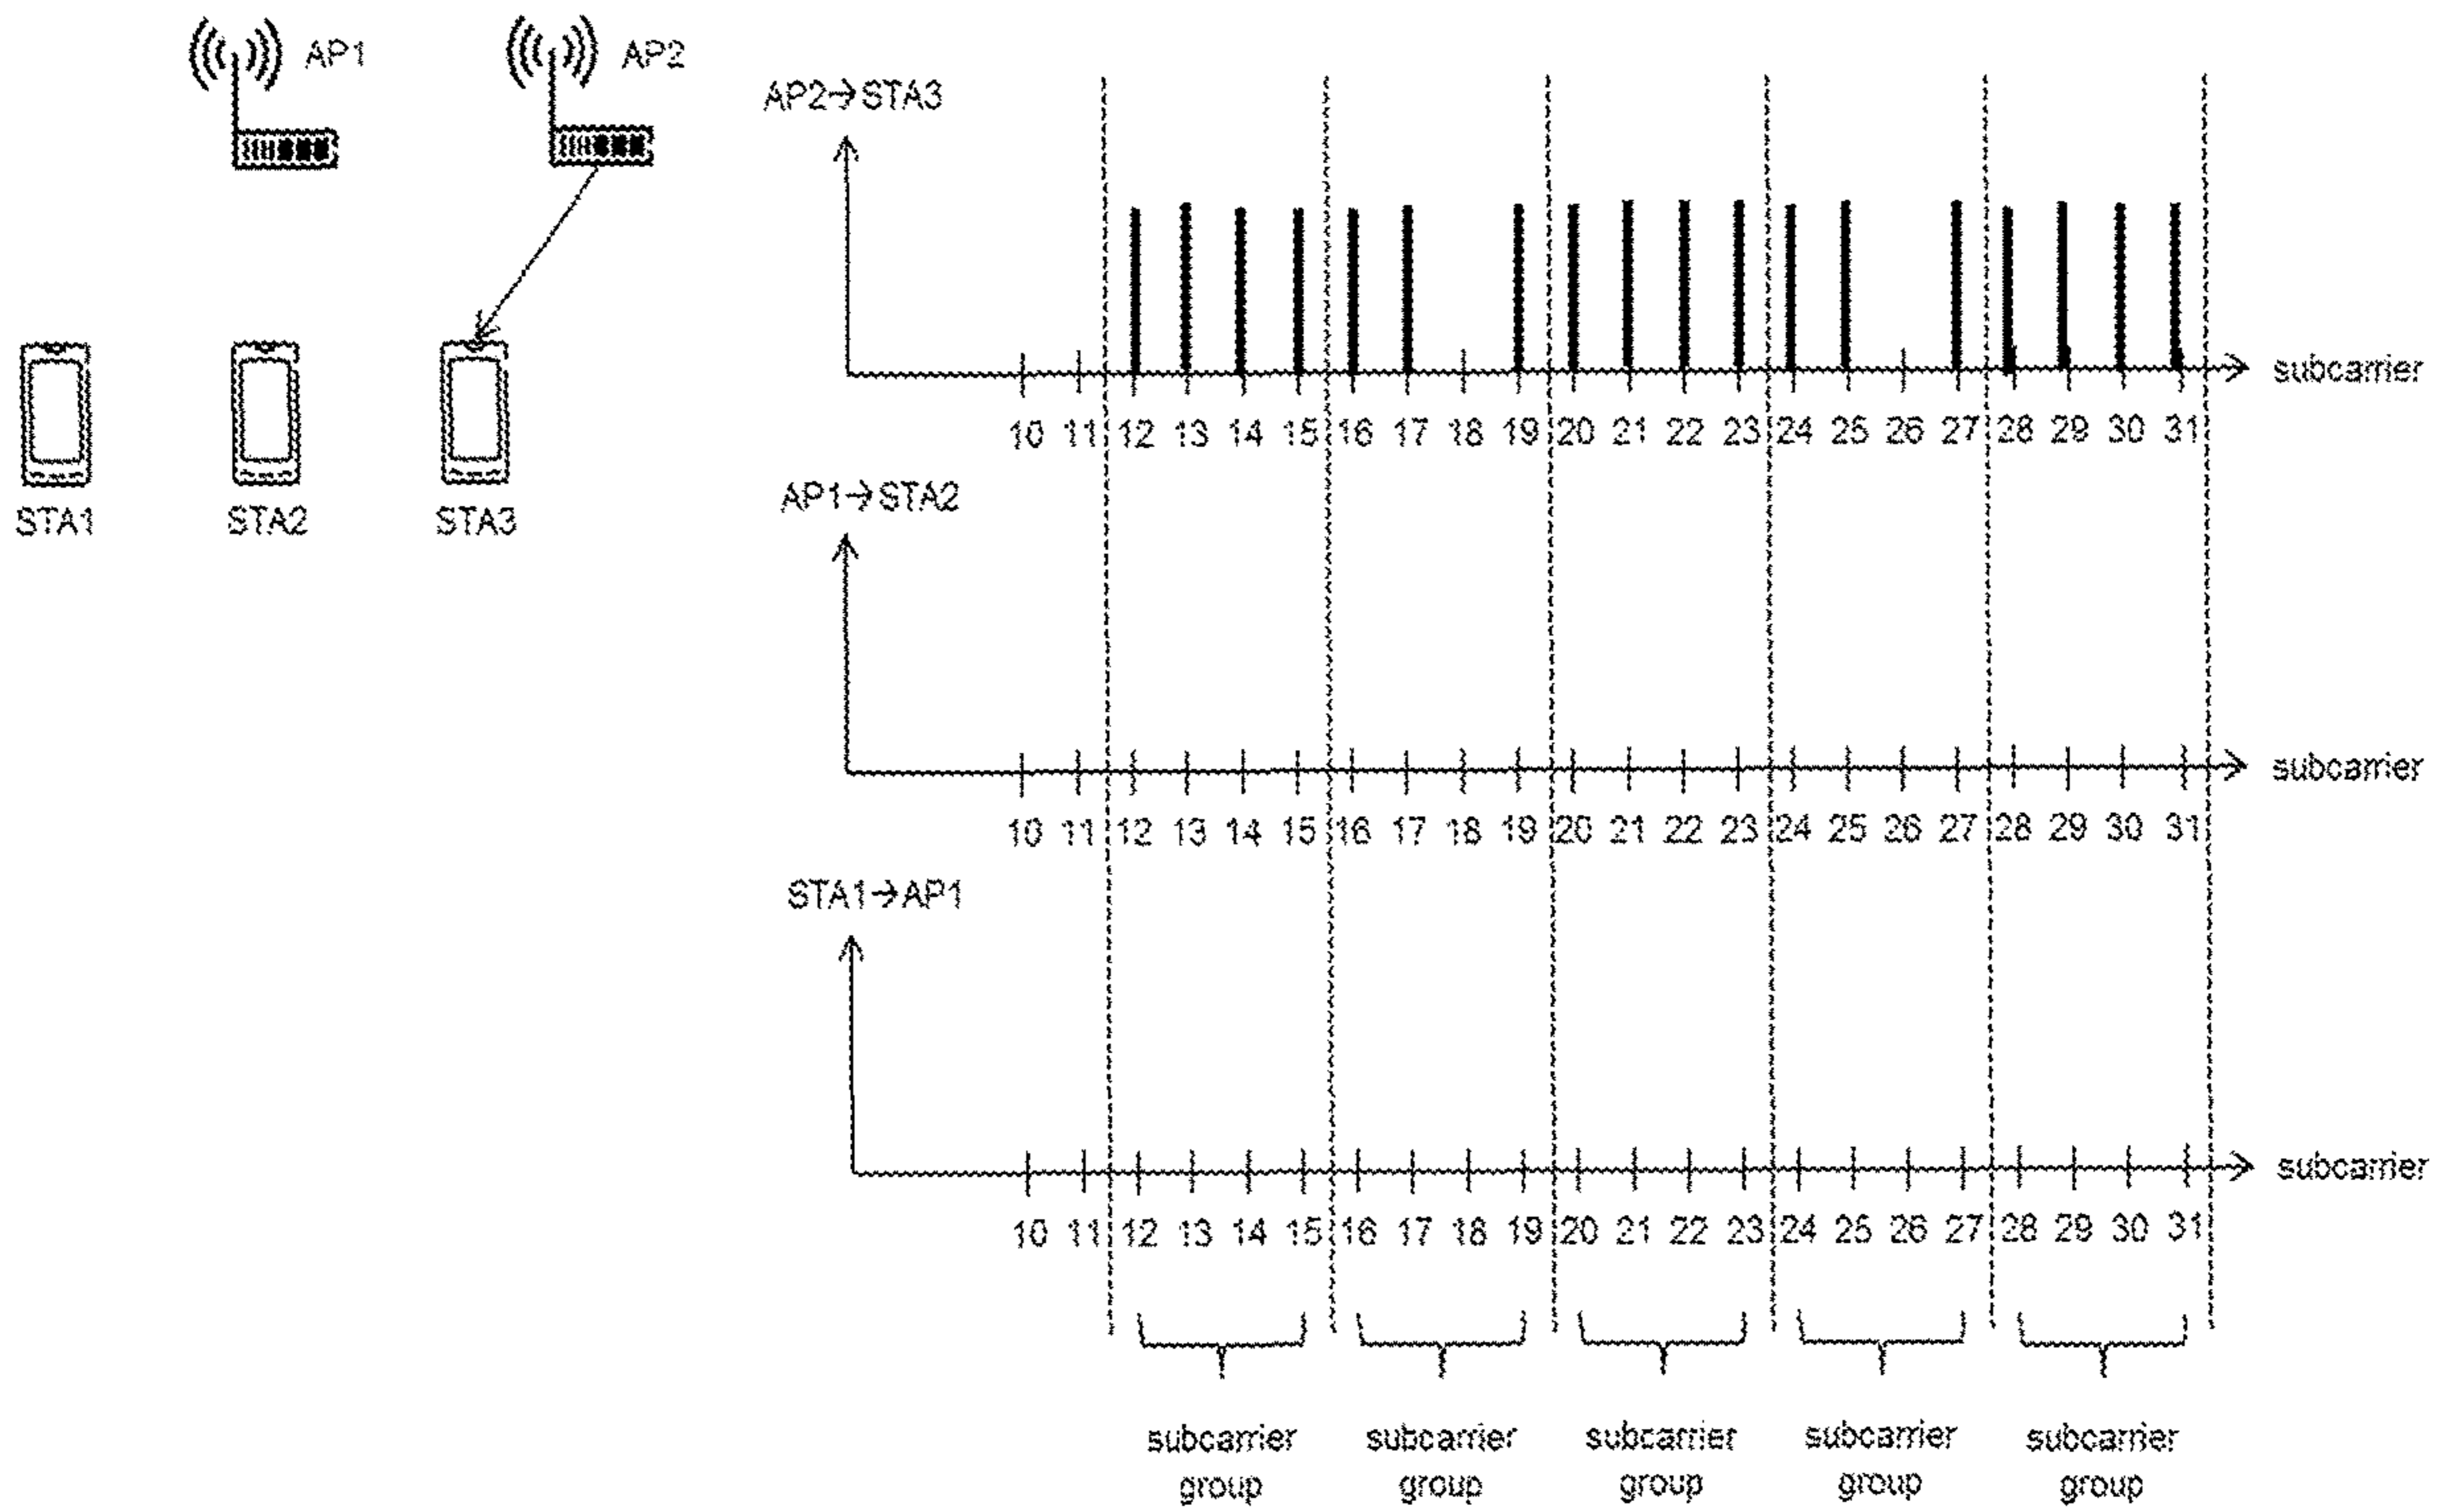 AP1
AP2
STA1
STA2
STA3
AP2→STA3
subcarrier
10 11 12 13 14 15 16 17 18 19 20 21 22 23 24 25 26 27 28 29 30 31
AP1→STA2
subcarrier
10 11 12 13 14 15 16 17 18 19 20 21 22 23 24 25 26 27 28 29 30 31
STA1→AP1
subcarrier
10 11 12 13 14 15 16 17 18 19 20 21 22 23 24 25 26 27 28 29 30 31
subcarrier
group
subcarrier
group
subcarrier
group
subcarrier
group
subcarrier
group